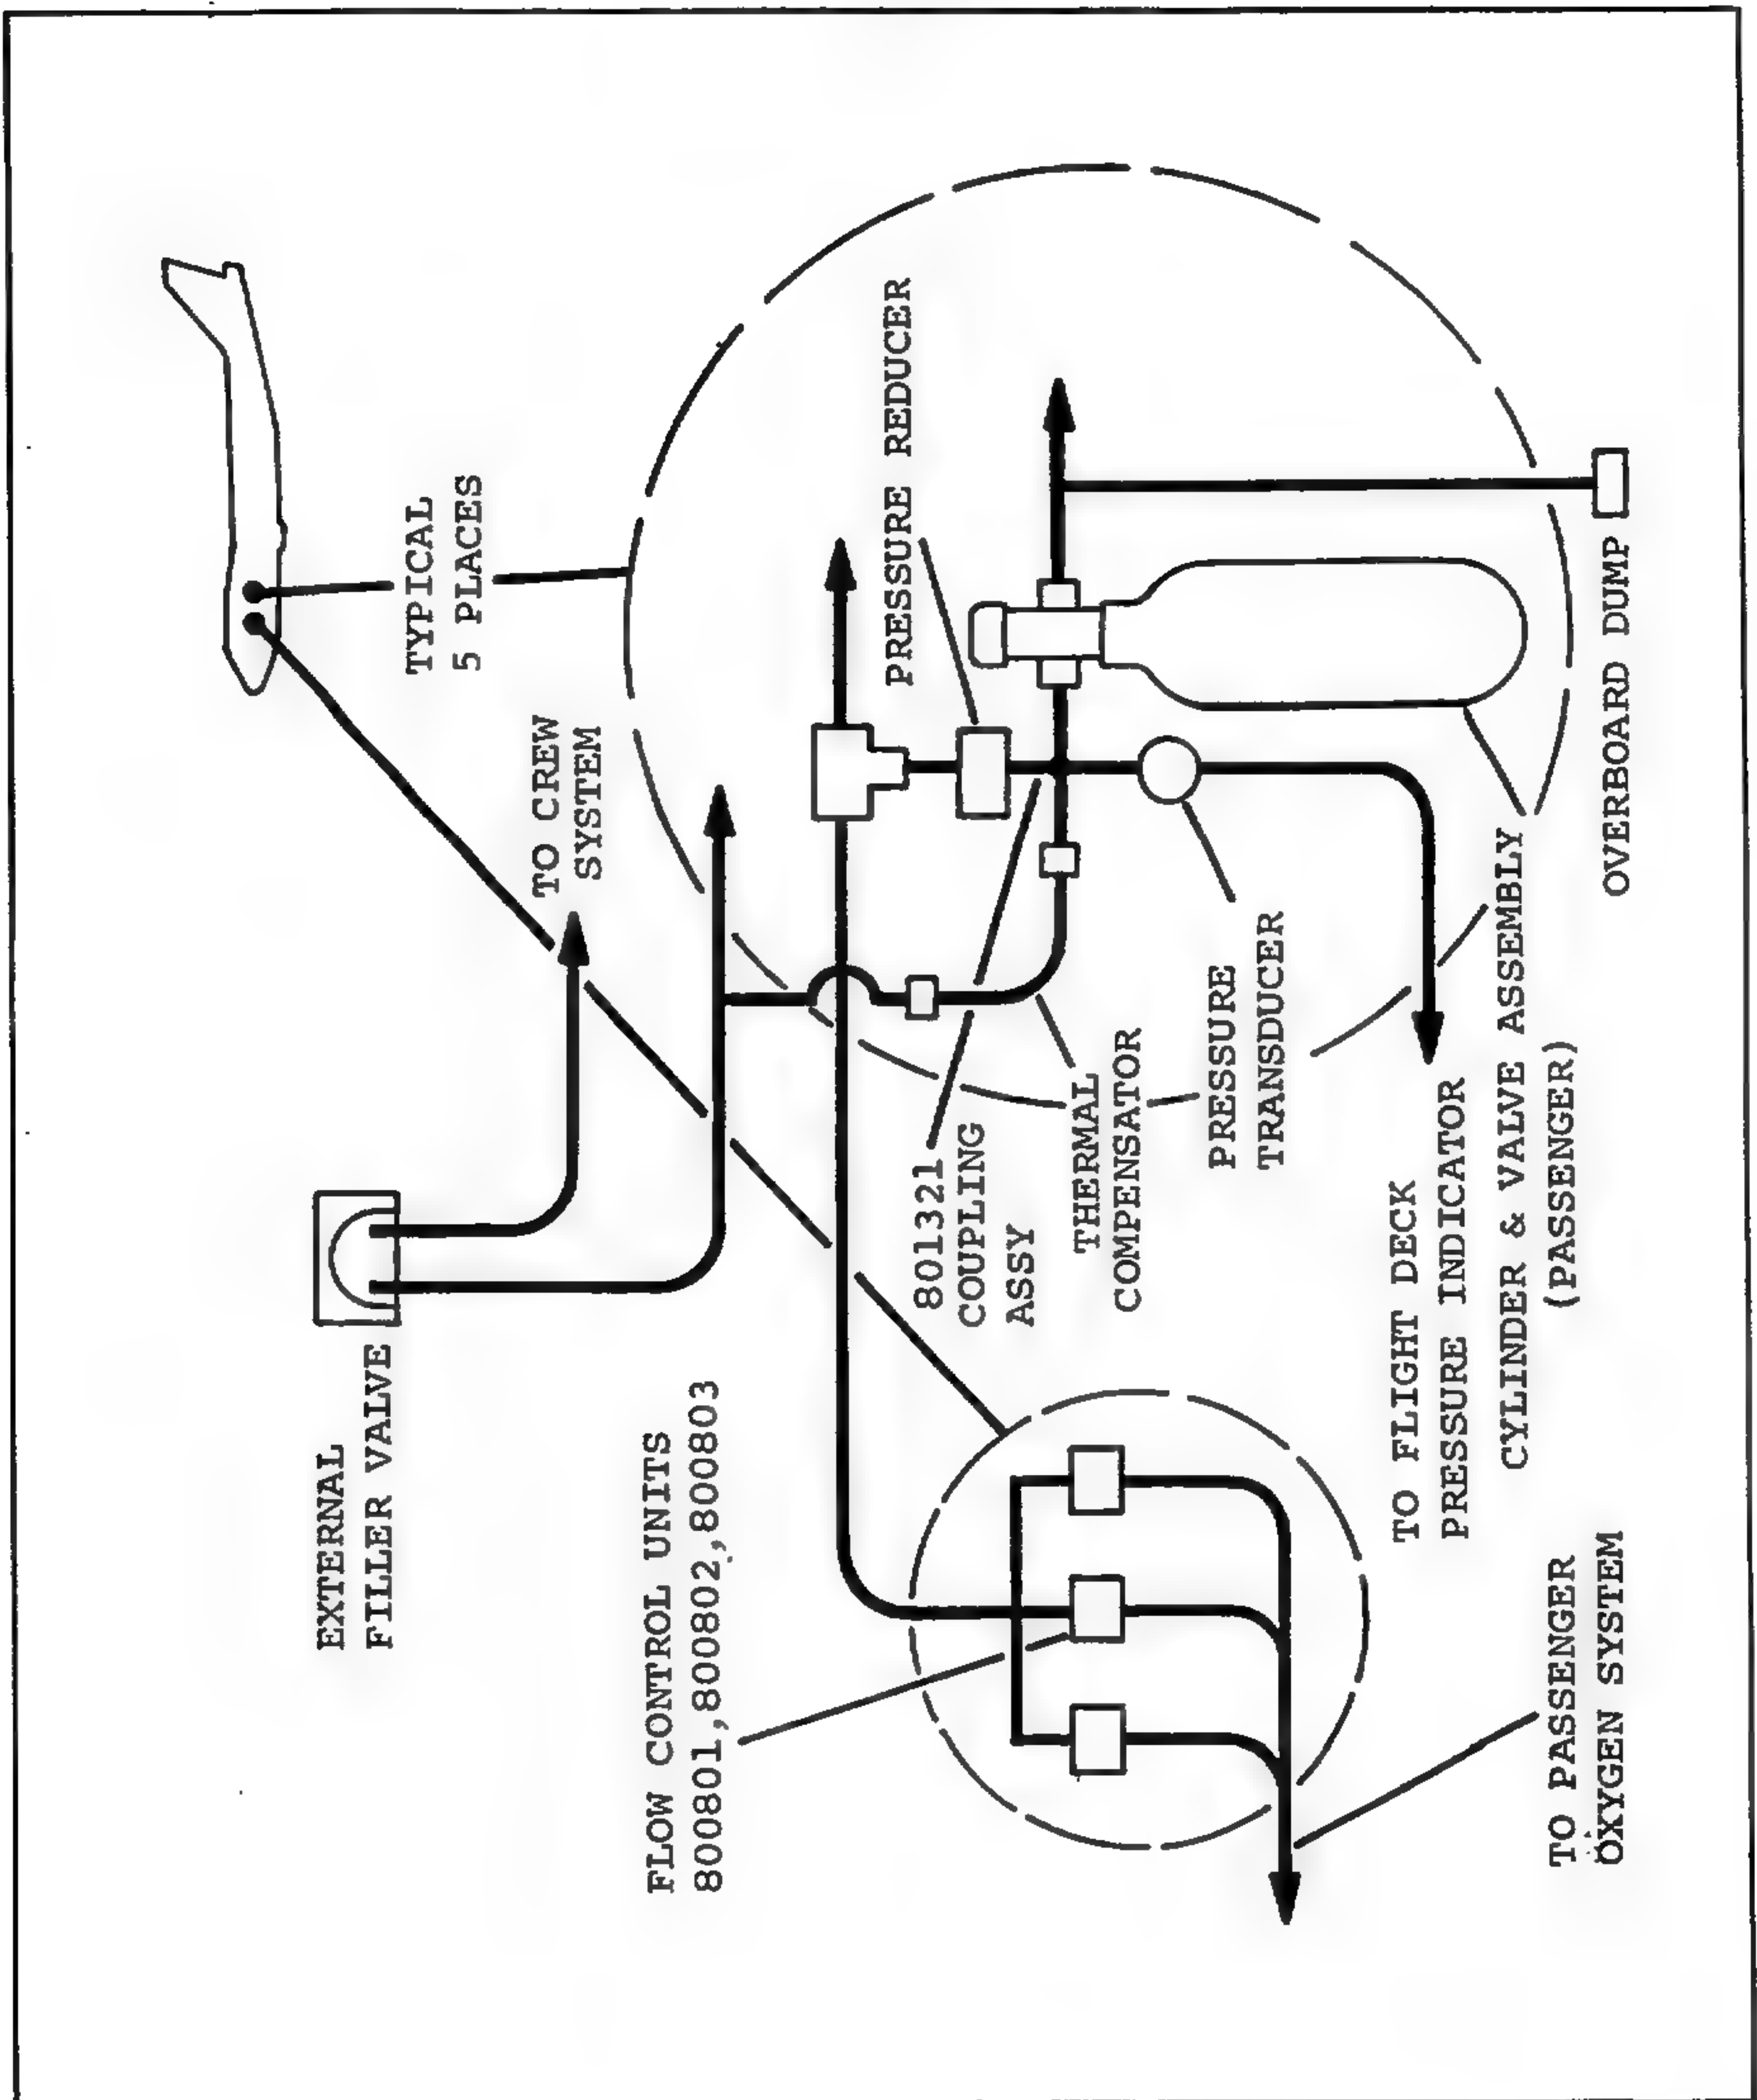 EXTERNAL
FILLER VALVE
TO CREW
SYSTEM
TYPICAL
5 PLACES
FLOW CONTROL UNITS
800801,800802,800803
PRESSURE REDUCER
801321
COUPLING
ASSY
THERMAL
COMPENSATOR
PRESSURE
TRANSDUCER
TO FLIGHT DECK
PRESSURE INDICATOR
CYLINDER & VALVE ASSEMBLY
(PASSENGER)
OVERBOARD DUMP
TO PASSENGER
OXYGEN SYSTEM